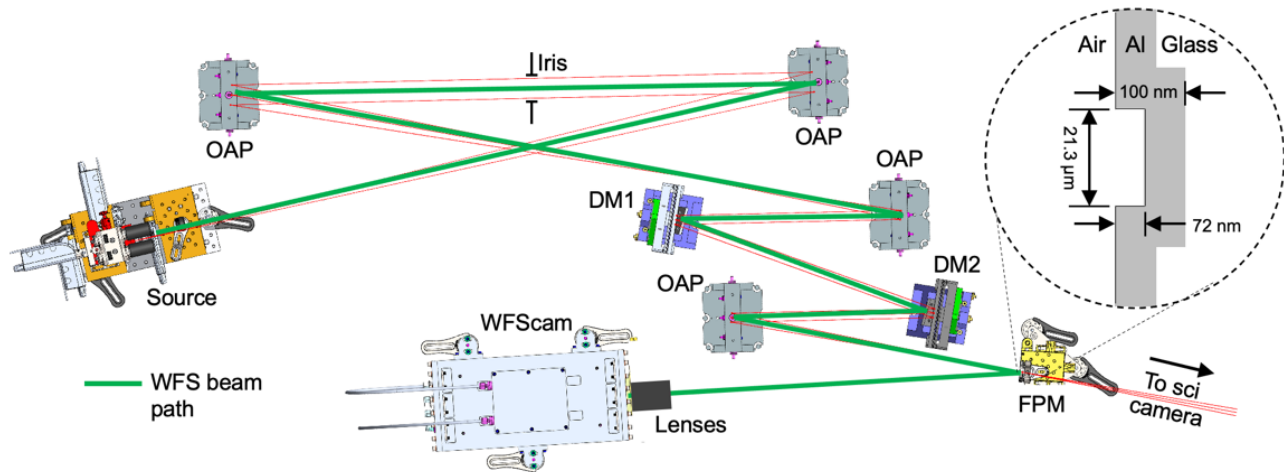 Iris
OAP
OAP
Source
DM1
OAP
DM2
OAP
WFScam
Lenses
WFS beam
path
FPM
To sci
camera
Air
Al
Glass
100 nm
21.3 µm
72 nm